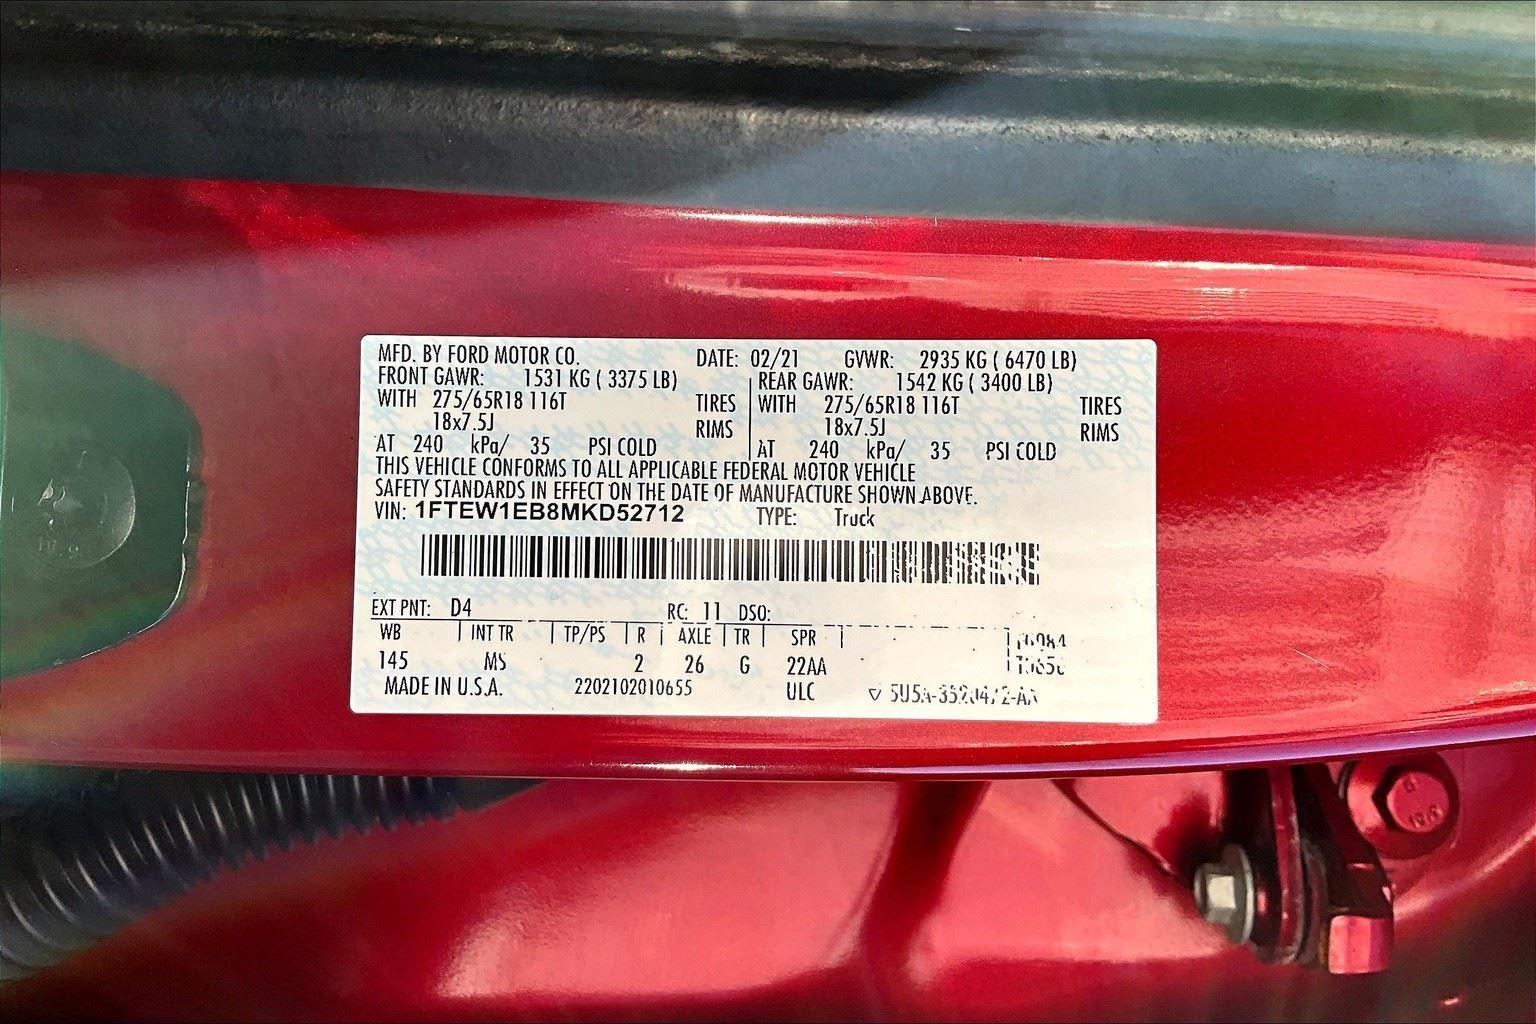 MFD. BY FORD MOTOR CO. DATE: 02/21 GVWR: 2935 KG ( 6470 LB)
FRONT GAWR: 1531 KG ( 3375 LB) REAR GAWR: 1542 KG ( 3400 LB)
WITH 275/65R18 116T TIRES WITH 275/65R18 116T TIRES
18x7.5J RIMS 18x7.5J RIMS
AT 240 kPa/ 35 PSI COLD AT 240 kPa/ 35 PSI COLD
THIS VEHICLE CONFORMS TO ALL APPLICABLE FEDERAL MOTOR VEHICLE
SAFETY STANDARDS IN EFFECT ON THE DATE OF MANUFACTURE SHOWN ABOVE.
VIN: 1FTEW1EB8MKD52712 TYPE: Truck
EXT PNT: D4 RC: 11 DSO:
WB INT TR TP/PS R AXLE TR SPR
145 MS 2 26 G 22AA
MADE IN U.S.A. 2202102010655 ULC
10.9